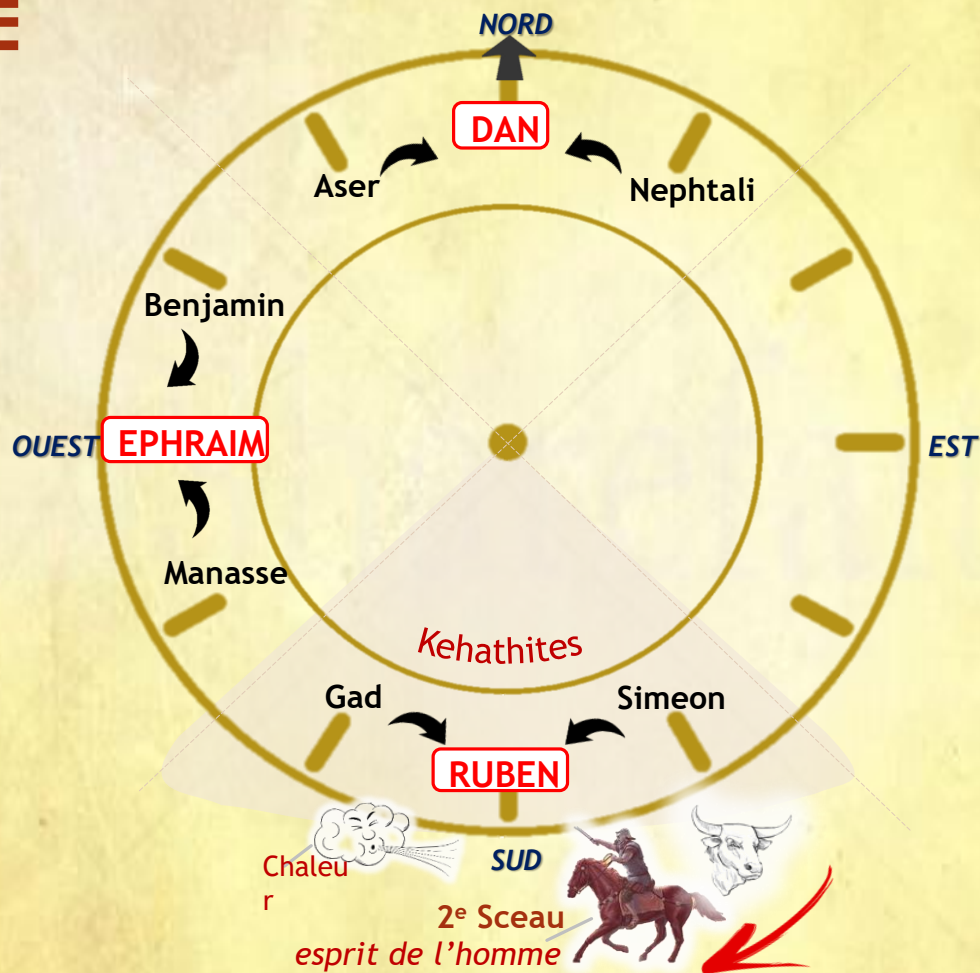 NORD
DAN
Aser
Nephtali
Benjamin
OUEST
EPHRAIM
EST
Manasse
Kehathites
Gad
Simeon
RUBEN
Chaleu
r
SUD
2e Sceau
esprit de l’homme